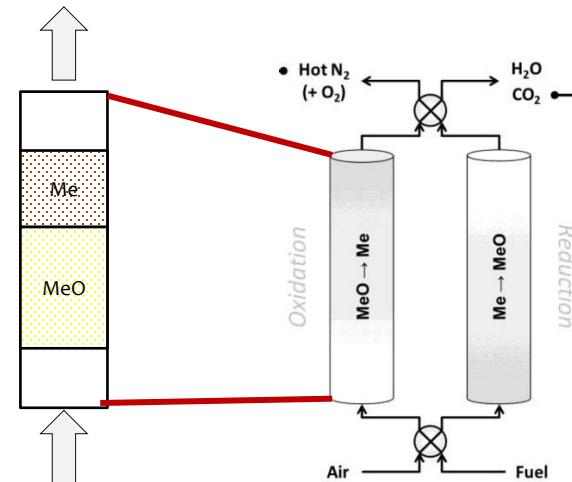 Me
MeO
• Hot N₂
(+ O₂)
H₂O
CO₂
Oxidation
MeO → Me
Me → MeO
Reduction
Air
Fuel